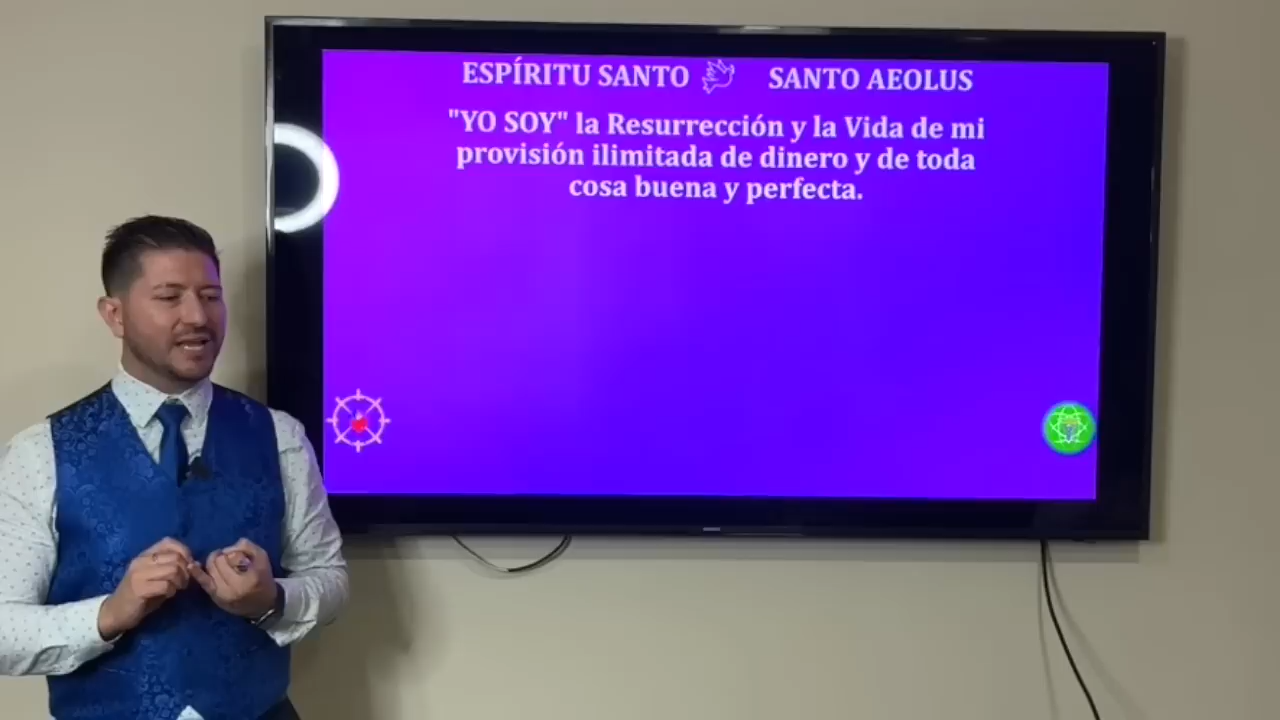 ESPÍRITU SANTO SANTO AEOLUS
"YO SOY" la Resurrección y la Vida de mi
provisión ilimitada de dinero y de toda
cosa buena y perfecta.